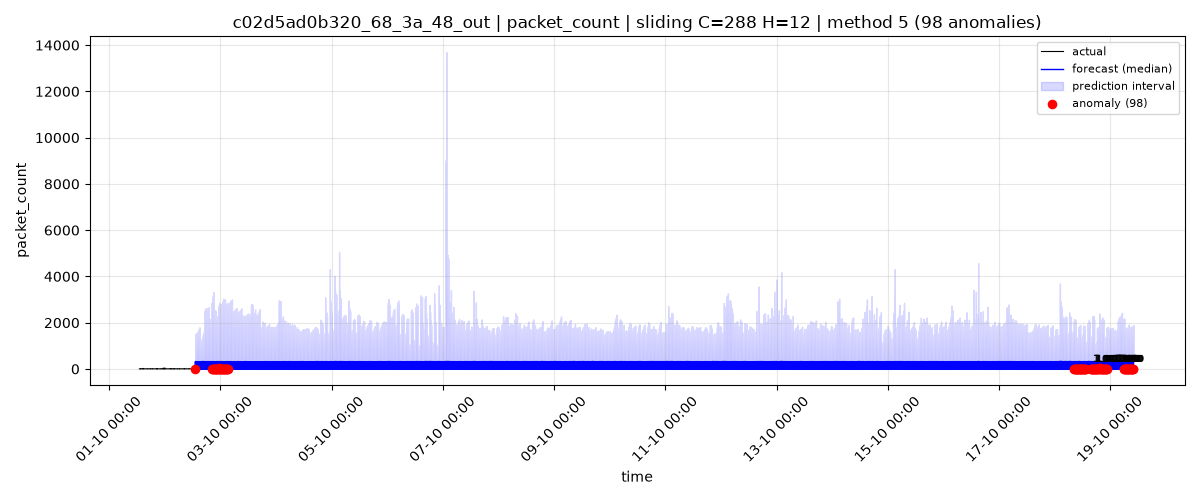 c02d5ad0b320_68_3a_48_out | packet_count | sliding C=288 H=12 | method 5 (98 anomalies)
actual
forecast (median)
prediction interval
anomaly (98)
packet_count
14000
12000
10000
8000
6000
4000
2000
0
01-10 00:00
03-10 00:00
05-10 00:00
07-10 00:00
09-10 00:00
11-10 00:00
13-10 00:00
15-10 00:00
17-10 00:00
19-10 00:00
time